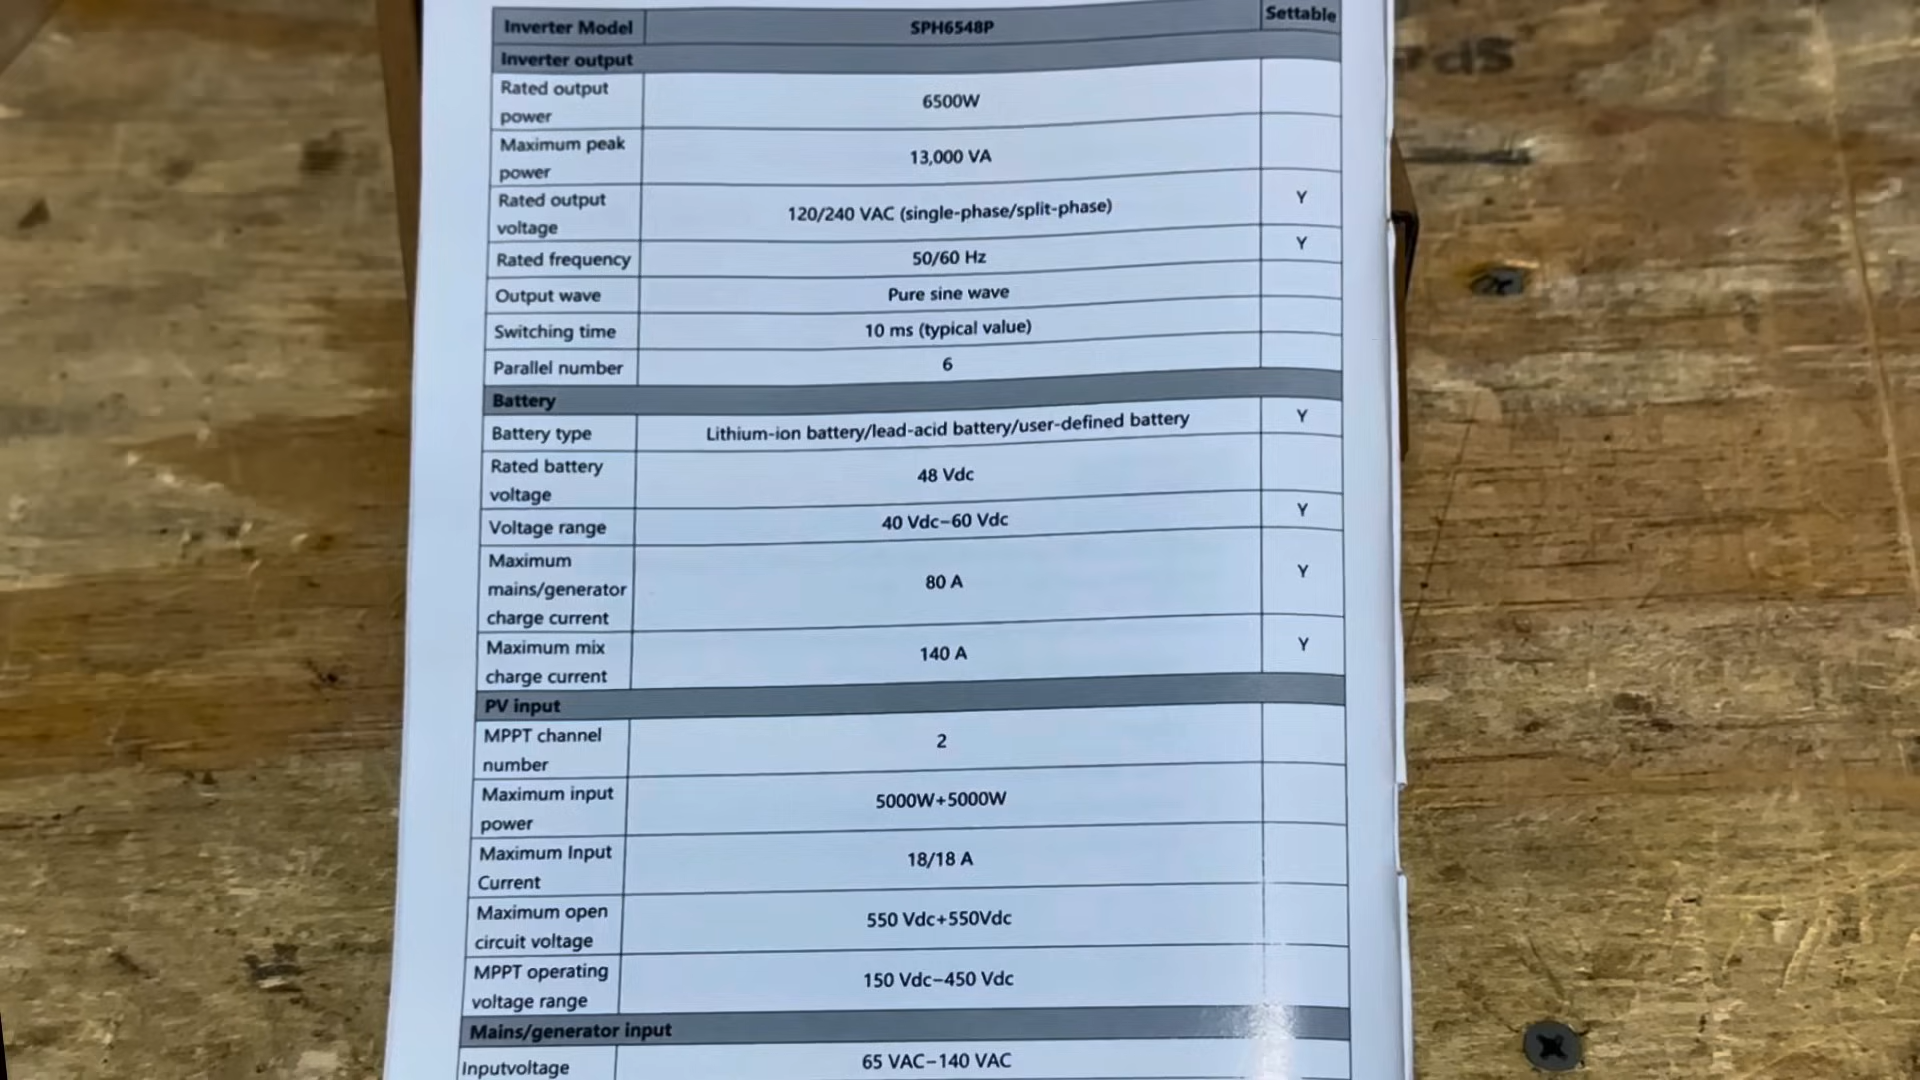 Inverter Model SPH6548P Settable
Inverter output
Rated output
power
6500W
Maximum peak
power
13,000 VA
Rated output
voltage
120/240 VAC (single-phase/split-phase) Y
Rated frequency 50/60 Hz Y
Output wave Pure sine wave
Switching time 10 ms (typical value)
Parallel number 6
Battery
Battery type Lithium-ion battery/lead-acid battery/user-defined battery Y
Rated battery
voltage
48 Vdc
Voltage range 40 Vdc–60 Vdc Y
Maximum
mains/generator
charge current
80 A Y
Maximum mix
charge current
140 A Y
PV input
MPPT channel
number
2
Maximum input
power
5000W+5000W
Maximum Input
Current
18/18 A
Maximum open
circuit voltage
550 Vdc+550Vdc
MPPT operating
voltage range
150 Vdc–450 Vdc
Mains/generator input
Inputvoltage 65 VAC–140 VAC